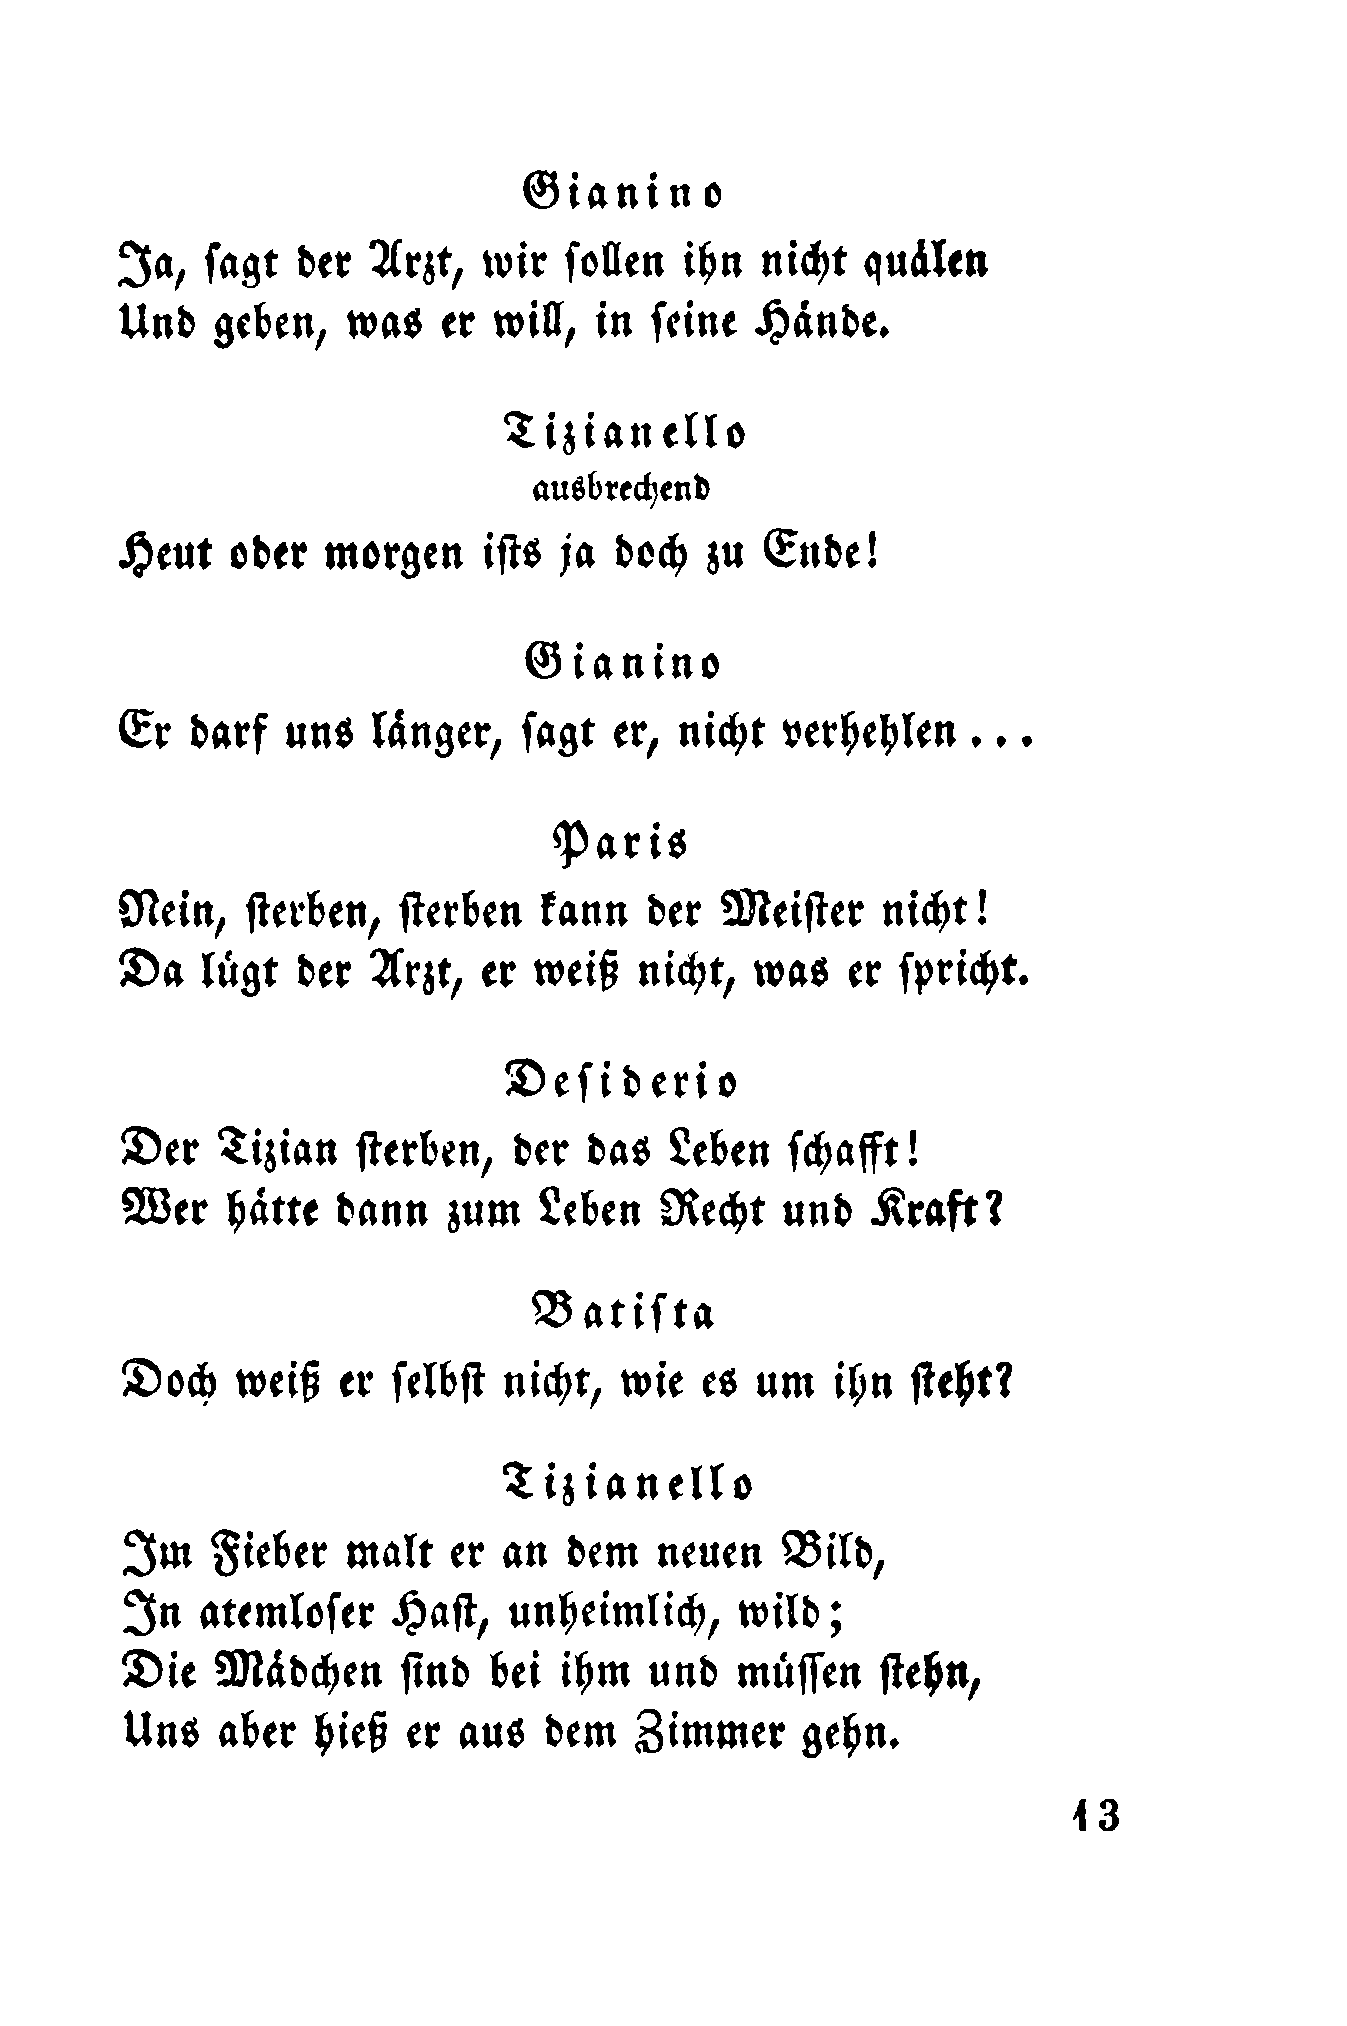 Gianino
Ja, sagt der Arzt, wir sollen ihn nicht quälen
Und geben, was er will, in seine Hände.
Tizianello
ausbrechend
Heut oder morgen ists ja doch zu Ende!
Gianino
Er darf uns länger, sagt er, nicht verhehlen...
Paris
Nein, sterben, sterben kann der Meister nicht!
Da lügt der Arzt, er weiß nicht, was er spricht.
Desiderio
Der Tizian sterben, der das Leben schafft!
Wer hätte dann zum Leben Recht und Kraft?
Batista
Doch weiß er selbst nicht, wie es um ihn steht?
Tizianello
Im Fieber malt er an dem neuen Bild,
In atemloser Hast, unheimlich, wild;
Die Mädchen sind bei ihm und müssen stehn,
Uns aber hieß er aus dem Zimmer gehn.
13